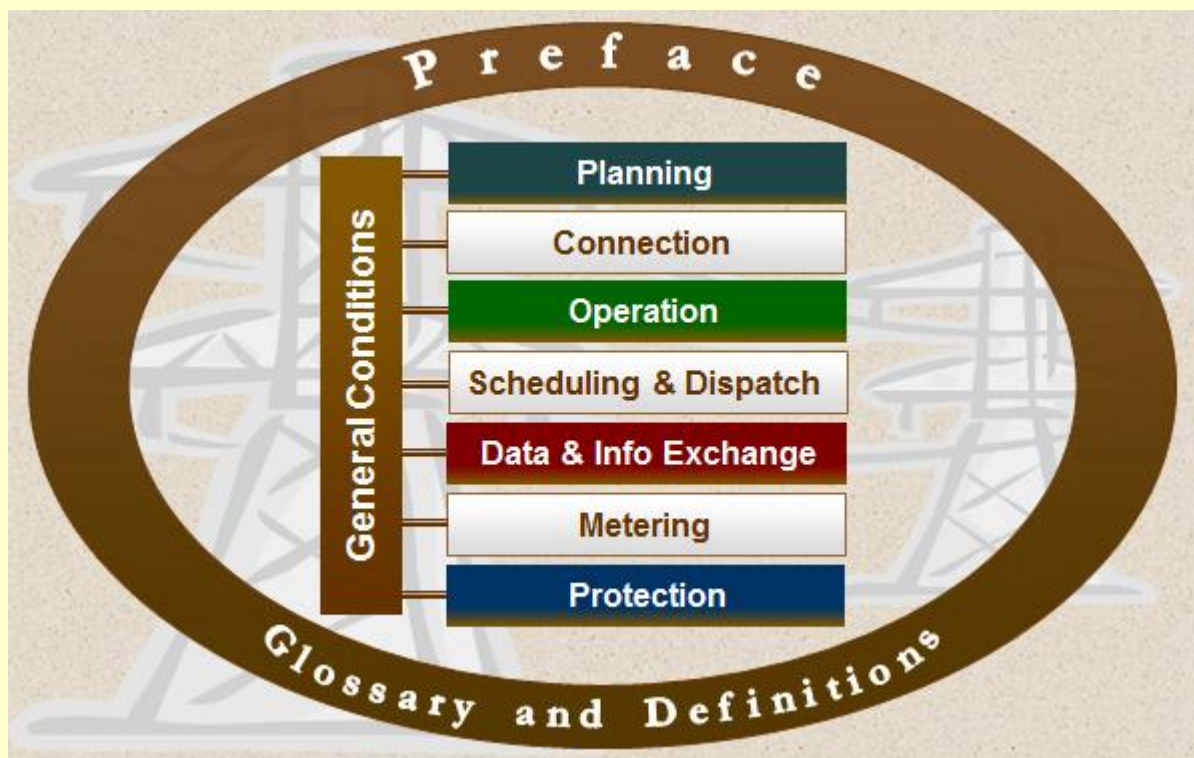 Preface
General Conditions
Planning
Connection
Operation
Scheduling & Dispatch
Data & Info Exchange
Metering
Protection
Glossary and Definitions